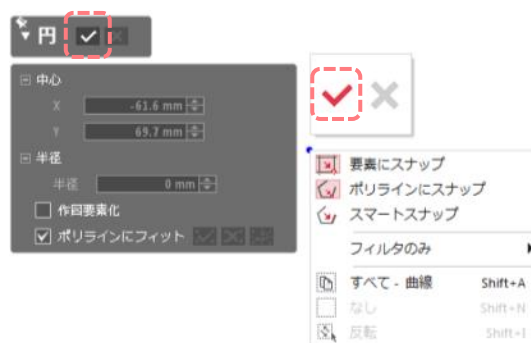 円
中心
X -61.6 mm
Y 69.7 mm
半径
半径 0 mm
作図要素化
ポリラインにフィット
要素にスナップ
ポリラインにスナップ
スマートスナップ
フィルタのみ
すべて - 曲線 Shift+A
なし Shift+N
反転 Shift+I